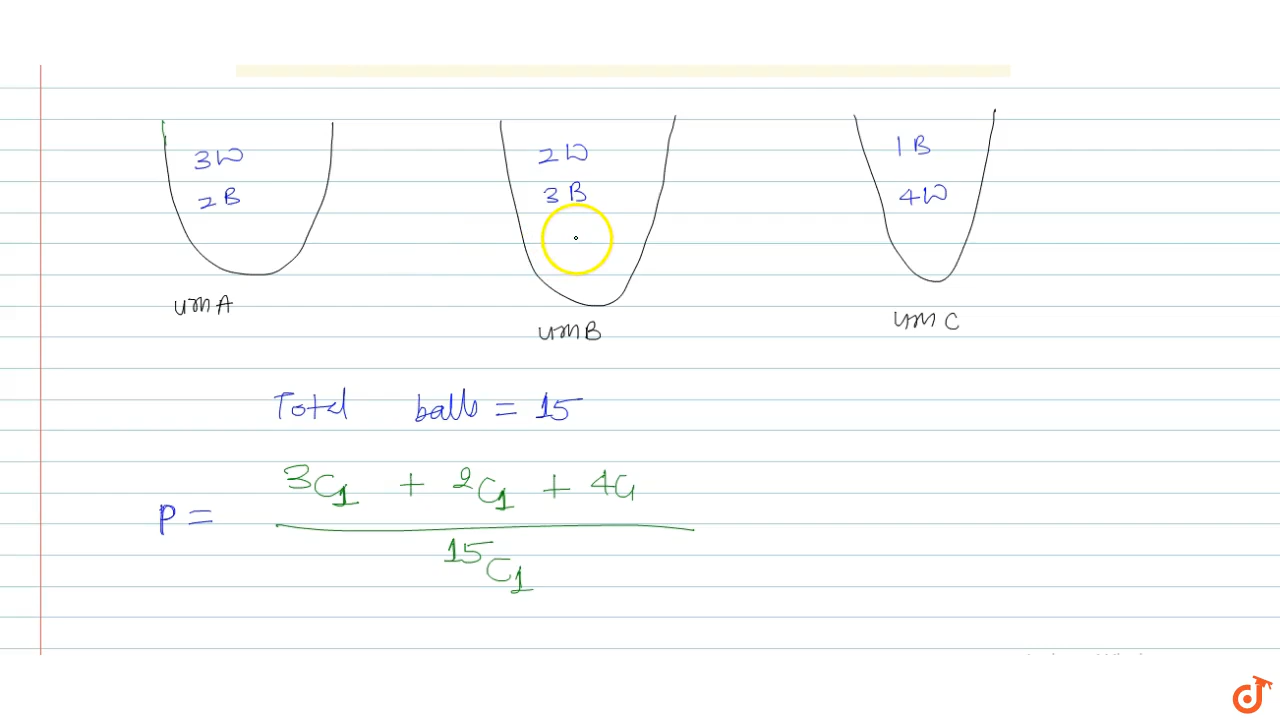 3W 2W 1B
2B 3B 4W
urn A urn B urn C
Total balls = 15
P = 3C1 + 2C1 + 4C1
15C1